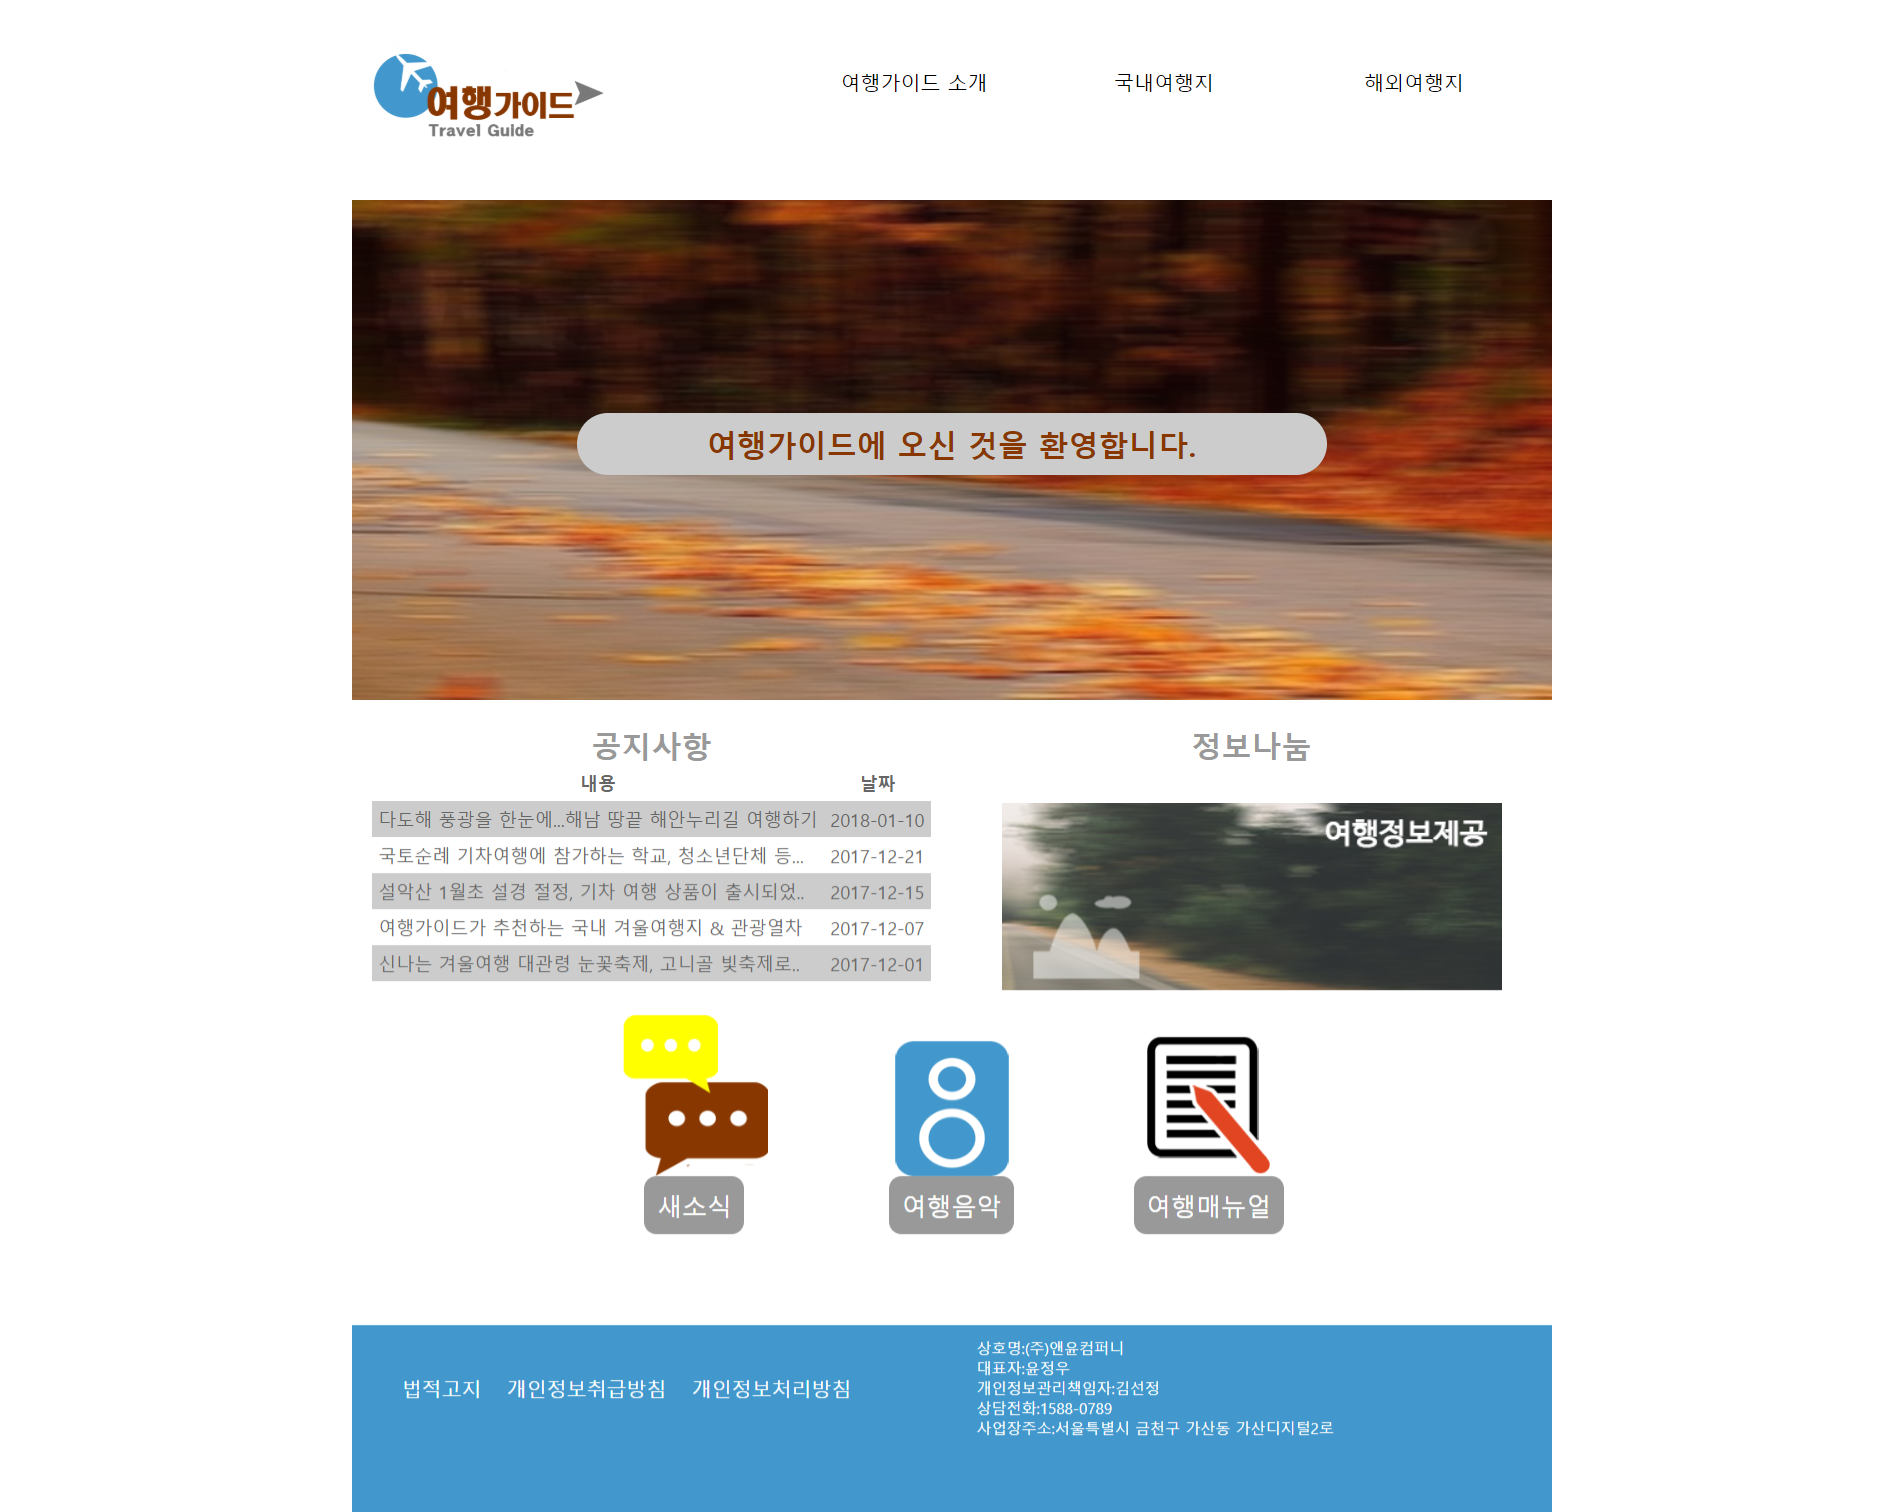 여행가이드
Travel Guide
여행가이드 소개
국내여행지
해외여행지
여행가이드에 오신 것을 환영합니다.
공지사항
내용 날짜
다도해 풍광을 한눈에...해남 땅끝 해안누리길 여행하기 2018-01-10
국토순례 기차여행에 참가하는 학교, 청소년단체 등... 2017-12-21
설악산 1월초 설경 절정, 기차 여행 상품이 출시되었.. 2017-12-15
여행가이드가 추천하는 국내 겨울여행지 & 관광열차 2017-12-07
신나는 겨울여행 대관령 눈꽃축제, 고니골 빛축제로.. 2017-12-01
정보나눔
여행정보제공
새소식
여행음악
여행매뉴얼
법적고지 개인정보취급방침 개인정보처리방침
상호명:(주)앤윤컴퍼니
대표자:윤정우
개인정보관리책임자:김선정
상담전화:1588-0789
사업장주소:서울특별시 금천구 가산동 가산디지털2로